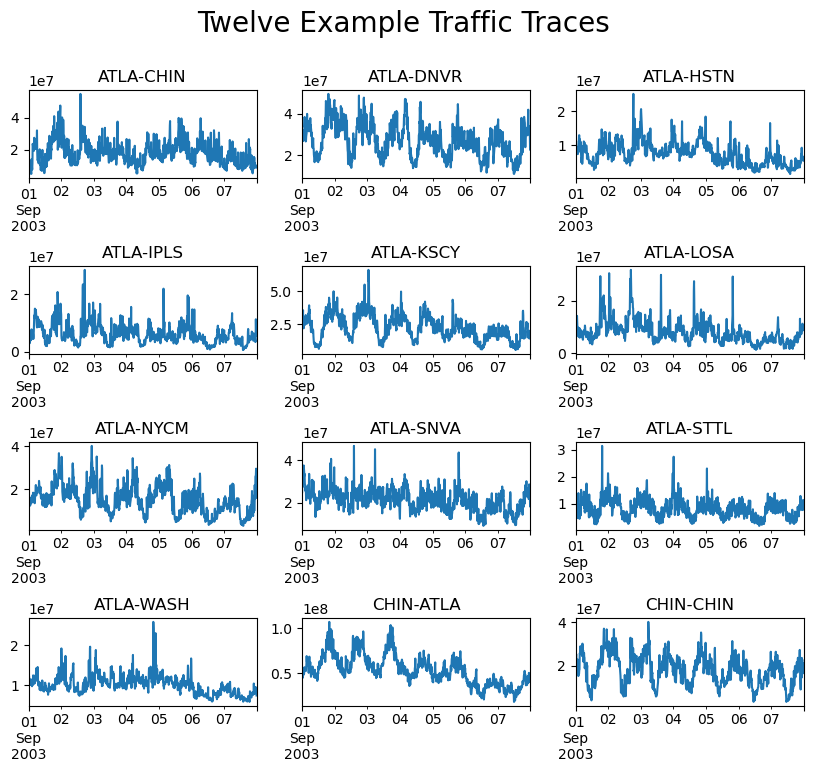 Twelve Example Traffic Traces
ATLA-CHIN ATLA-DNVR ATLA-HSTN
1e7 1e7 1e7
4 4 2
2 2 1
01 02 03 04 05 06 07 01 02 03 04 05 06 07 01 02 03 04 05 06 07
Sep Sep Sep
2003 2003 2003
ATLA-IPLS ATLA-KSCY ATLA-LOSA
1e7 1e7 1e7
2 5.0 2
0 2.5 0
01 02 03 04 05 06 07 01 02 03 04 05 06 07 01 02 03 04 05 06 07
Sep Sep Sep
2003 2003 2003
ATLA-NYCM ATLA-SNVA ATLA-STTL
1e7 1e7 1e7
4 4 3
2 2 2
1
01 02 03 04 05 06 07 01 02 03 04 05 06 07 01 02 03 04 05 06 07
Sep Sep Sep
2003 2003 2003
ATLA-WASH CHIN-ATLA CHIN-CHIN
1e7 1e8 1e7
2 1.0 4
1 0.5 2
01 02 03 04 05 06 07 01 02 03 04 05 06 07 01 02 03 04 05 06 07
Sep Sep Sep
2003 2003 2003